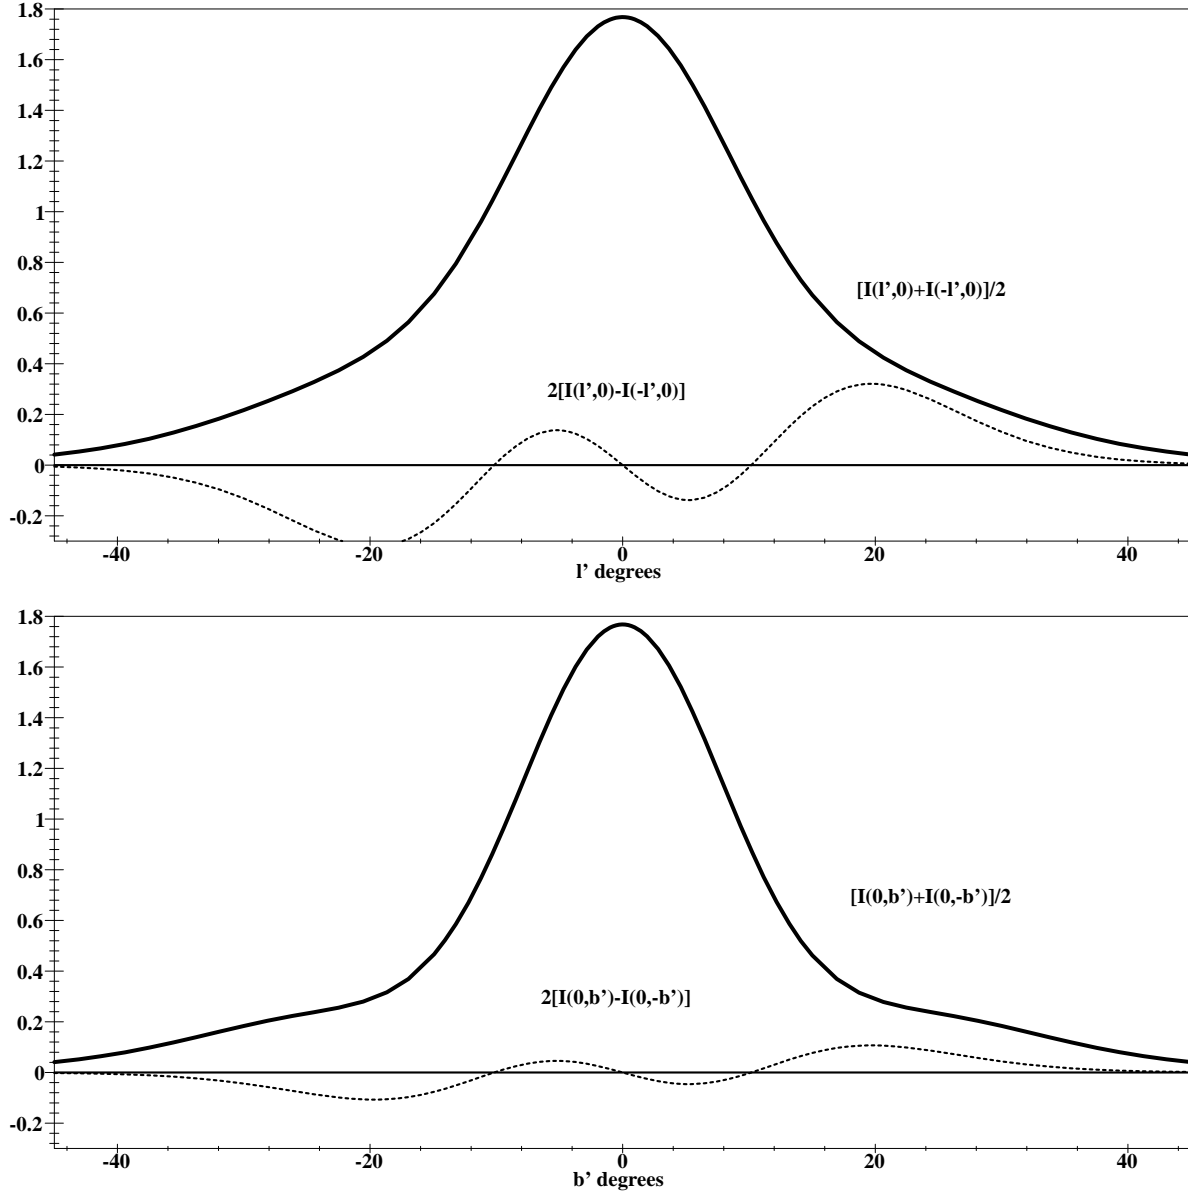 1.8
1.6
1.4
1.2
1
0.8
[I(l’,0)+I(-l’,0)]/2
0.6
0.4
2[I(l’,0)-I(-l’,0)]
0.2
0
-0.2
-40 -20 0 20 40
l’ degrees
1.8
1.6
1.4
1.2
1
0.8
[I(0,b’)+I(0,-b’)]/2
0.6
0.4
2[I(0,b’)-I(0,-b’)]
0.2
0
-0.2
-40 -20 0 20 40
b’ degrees